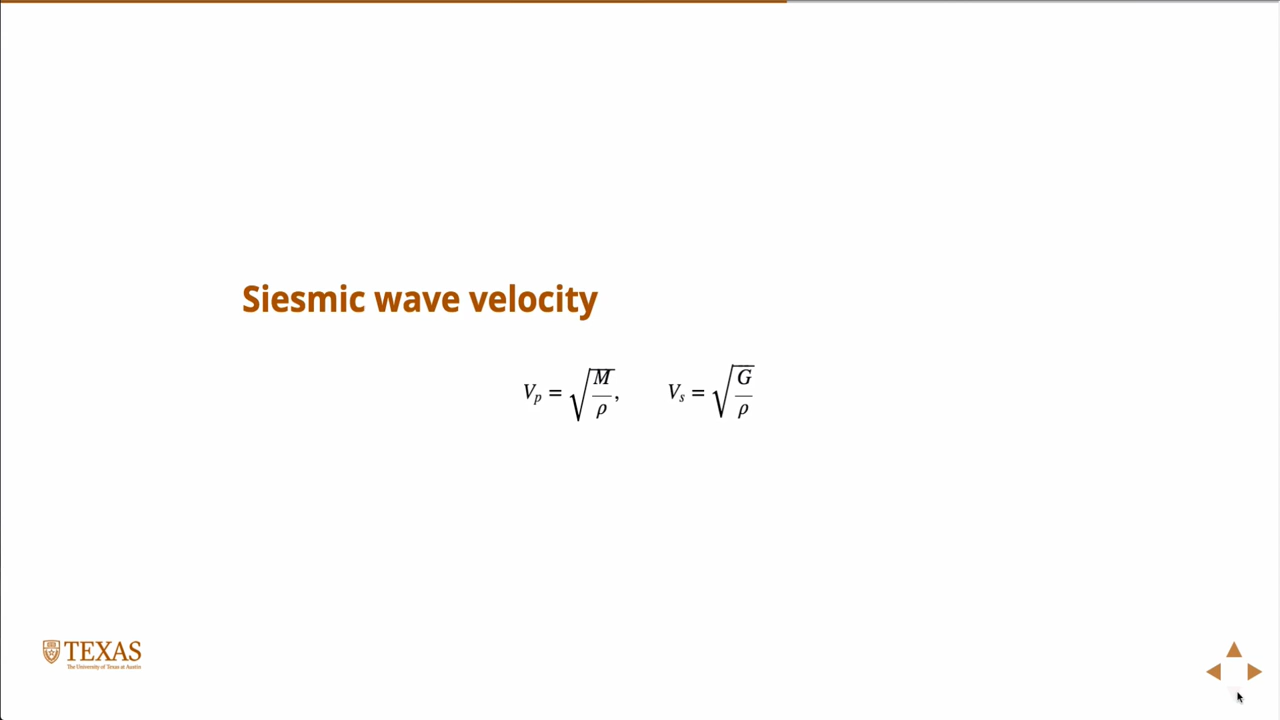 Siesmic wave velocity
V_p = √(M/ρ), V_s = √(G/ρ)
TEXAS
The University of Texas at Austin